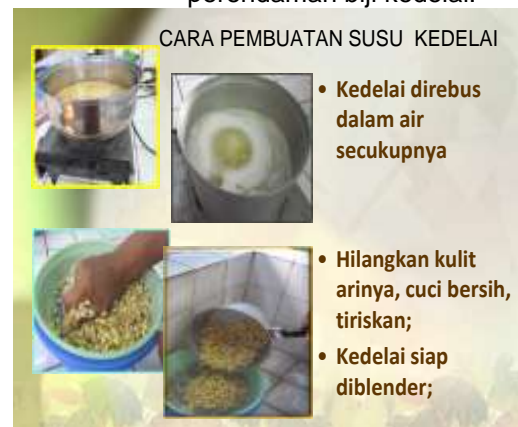 perendaman biji kedelai.
CARA PEMBUATAN SUSU KEDELAI
• Kedelai direbus
dalam air
secukupnya
• Hilangkan kulit
arinya, cuci bersih,
tiriskan;
• Kedelai siap
diblender;